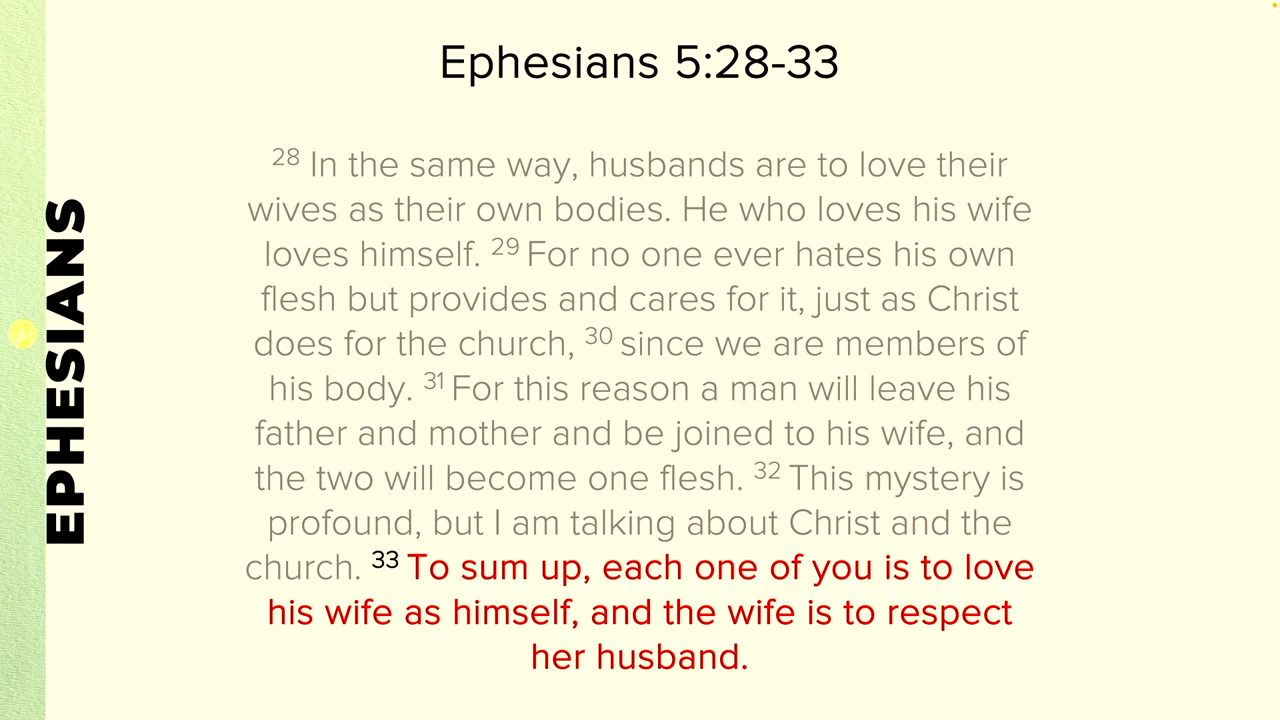 Ephesians 5:28-33
28 In the same way, husbands are to love their
wives as their own bodies. He who loves his wife
loves himself. 29 For no one ever hates his own
flesh but provides and cares for it, just as Christ
does for the church, 30 since we are members of
his body. 31 For this reason a man will leave his
father and mother and be joined to his wife, and
the two will become one flesh. 32 This mystery is
profound, but I am talking about Christ and the
church. 33 To sum up, each one of you is to love
his wife as himself, and the wife is to respect
her husband.
EPHESIANS